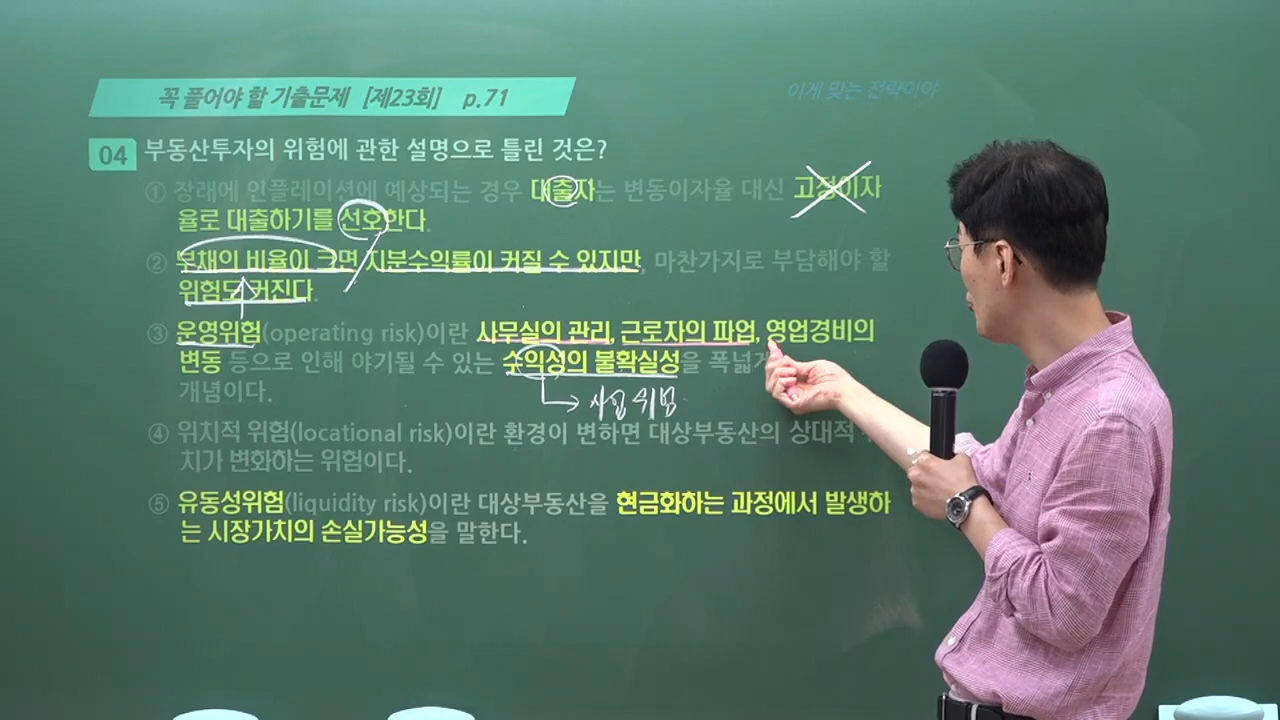 꼭 풀어야 할 기출문제 [제23회] p.71
이게 맞는 전략이야
04 부동산투자의 위험에 관한 설명으로 틀린 것은?
① 장래에 인플레이션에 예상되는 경우 대출자는 변동이자율 대신 고정이자
율로 대출하기를 선호한다.
② 부채의 비율이 크면 지분수익률이 커질 수 있지만, 마찬가지로 부담해야 할
위험도 커진다.
③ 운영위험(operating risk)이란 사무실의 관리, 근로자의 파업, 영업경비의
변동 등으로 인해 야기될 수 있는 수익성의 불확실성을 폭넓게
개념이다.
사업위험
④ 위치적 위험(locational risk)이란 환경이 변하면 대상부동산의 상대적
치가 변화하는 위험이다.
⑤ 유동성위험(liquidity risk)이란 대상부동산을 현금화하는 과정에서 발생하
는 시장가치의 손실가능성을 말한다.